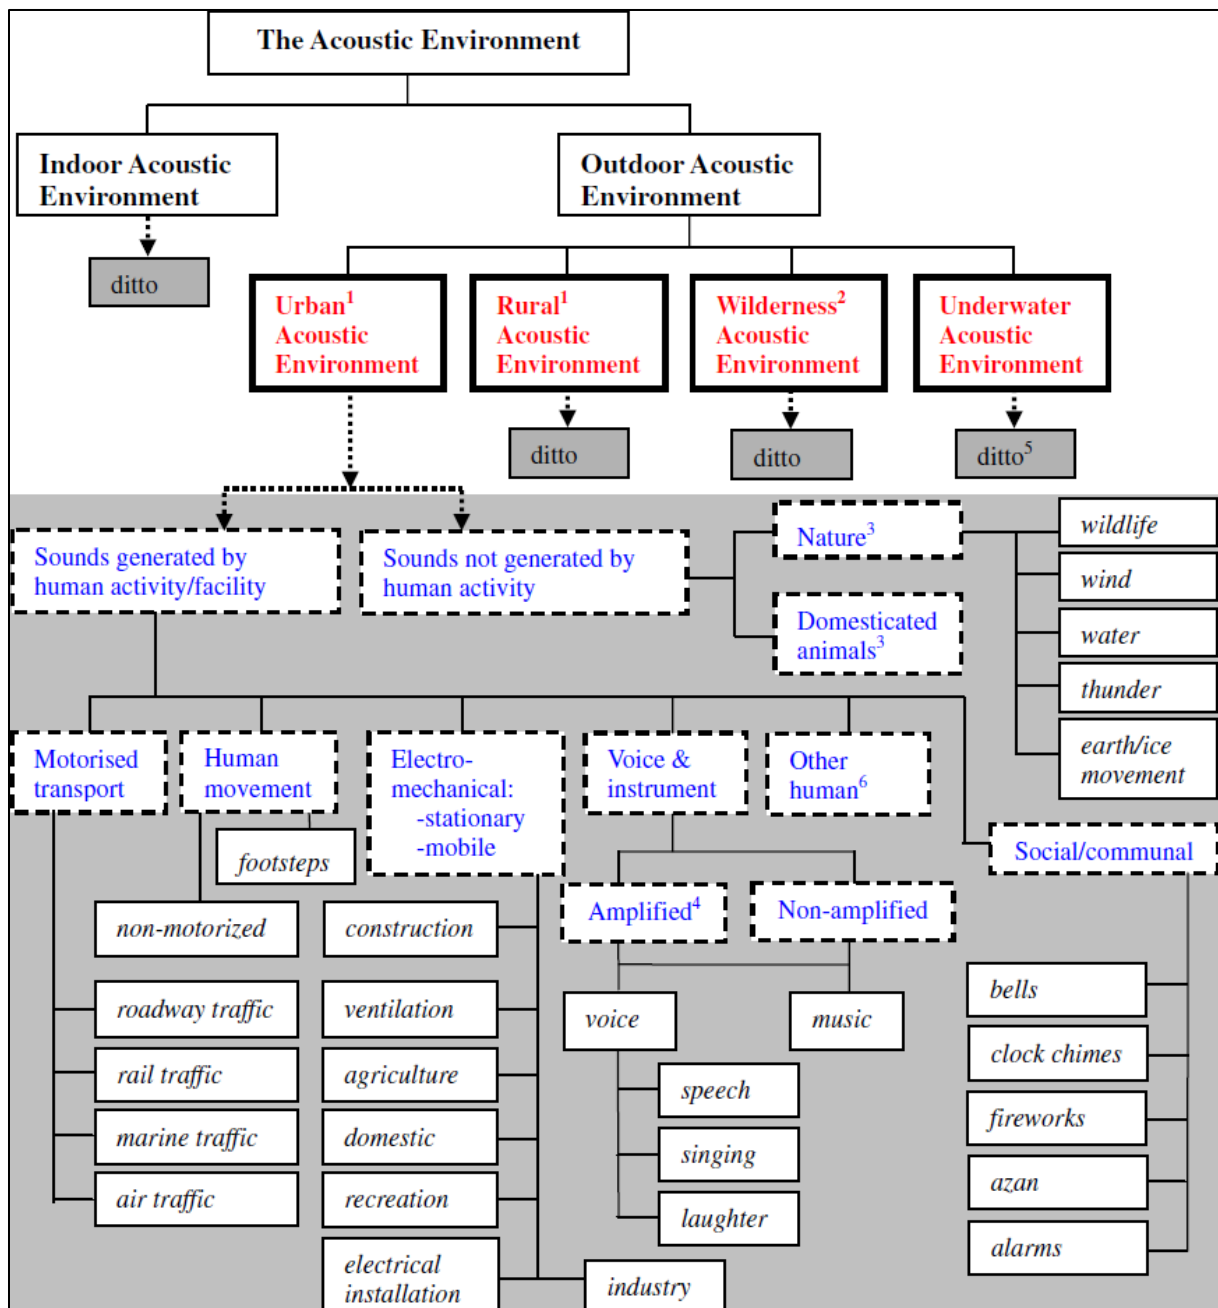 The Acoustic Environment
Indoor Acoustic
Environment
Outdoor Acoustic
Environment
ditto
Urban¹
Acoustic
Environment
Rural¹
Acoustic
Environment
Wilderness²
Acoustic
Environment
Underwater
Acoustic
Environment
ditto
ditto
ditto⁵
Sounds generated by
human activity/facility
Sounds not generated by
human activity
Nature³
Domesticated
animals³
wildlife
wind
water
thunder
earth/ice
movement
Motorised
transport
Human
movement
Electro-
mechanical:
-stationary
-mobile
Voice &
instrument
Other
human⁶
Social/communal
footsteps
non-motorized
roadway traffic
rail traffic
marine traffic
air traffic
construction
ventilation
agriculture
domestic
recreation
electrical
installation
industry
Amplified⁴
Non-amplified
voice
music
speech
singing
laughter
bells
clock chimes
fireworks
azan
alarms